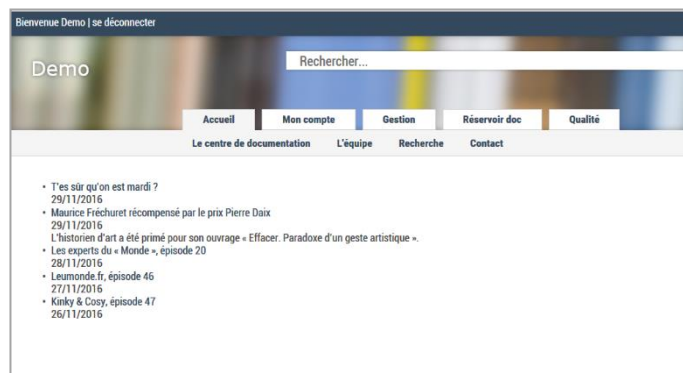 Bienvenue Demo | se déconnecter
Demo
Rechercher...
Accueil Mon compte Gestion Réservoir doc Qualité
Le centre de documentation L'équipe Recherche Contact
• T'es sûr qu'on est mardi ?
29/11/2016
• Maurice Fréchuret récompensé par le prix Pierre Daix
29/11/2016
L'historien d'art a été primé pour son ouvrage « Effacer. Paradoxe d'un geste artistique ».
• Les experts du « Monde », épisode 20
28/11/2016
• Leumonde.fr, épisode 46
27/11/2016
• Kinky & Cosy, épisode 47
26/11/2016